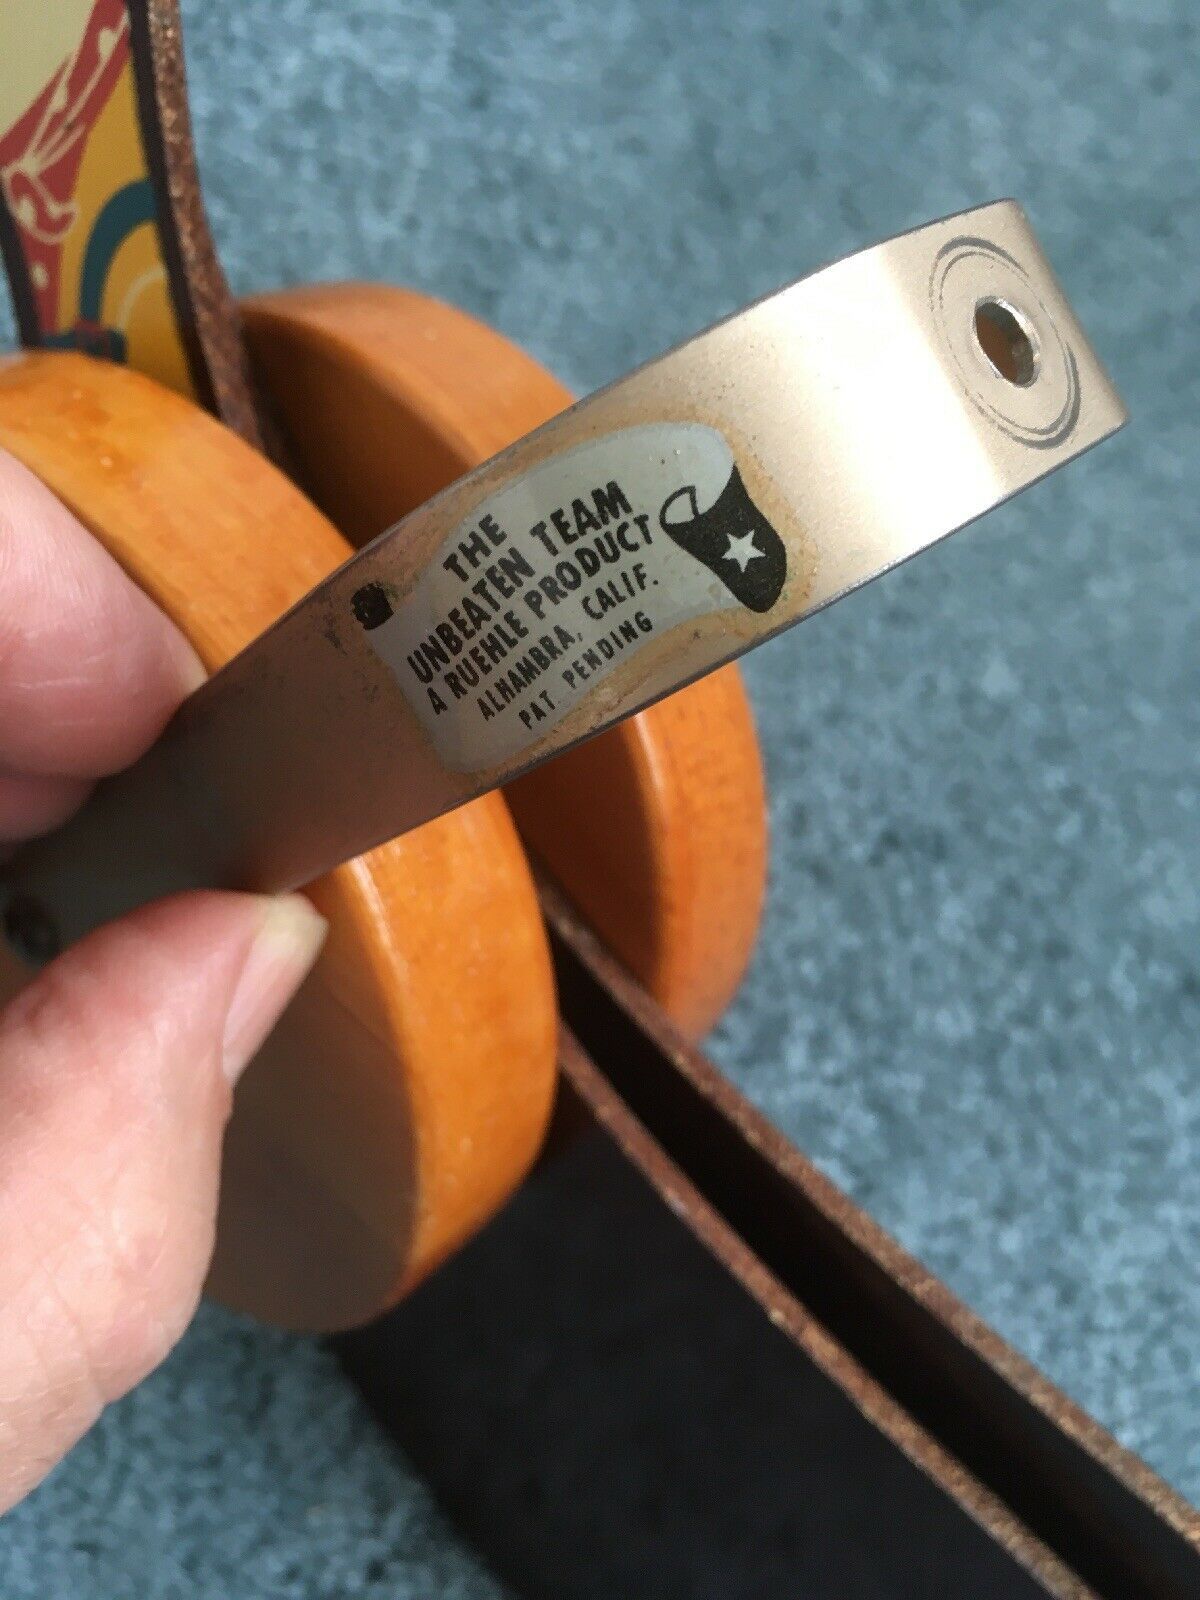 THE
UNBEATEN TEAM
A RUEHLE PRODUCT
ALHAMBRA, CALIF.
PAT PENDING